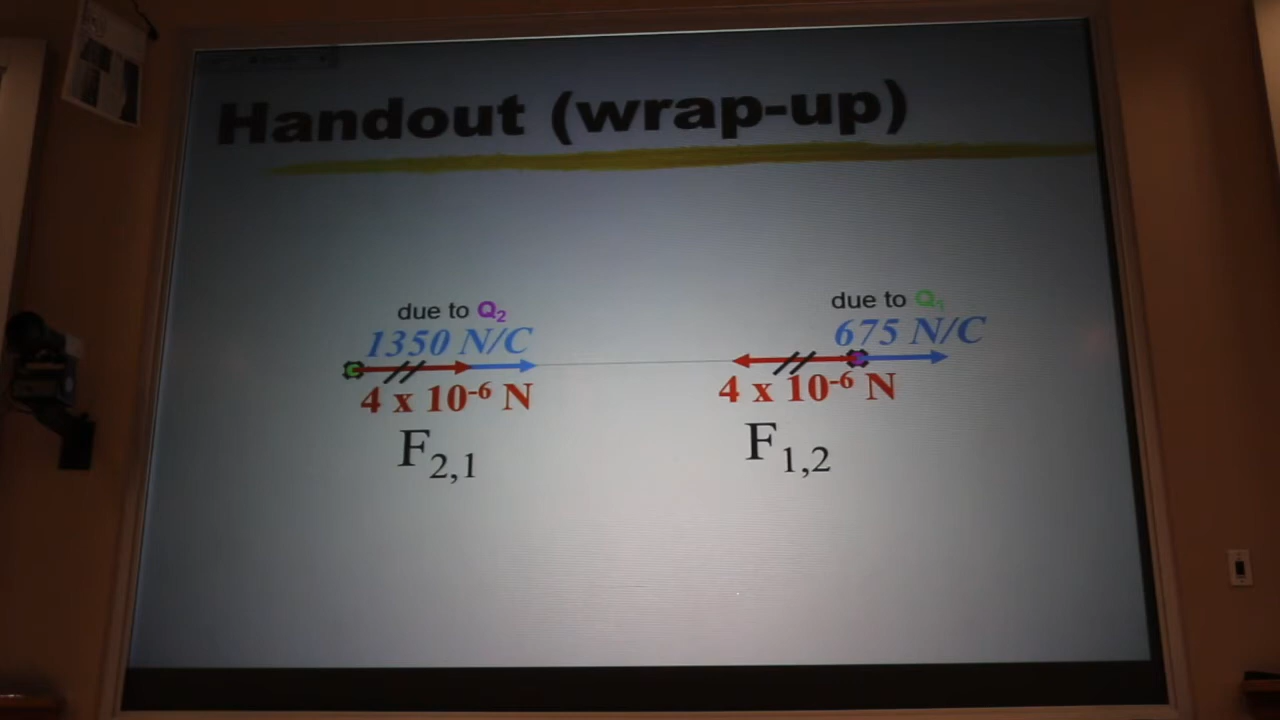 Handout (wrap-up)
due to Q₂
1350 N/C
4 x 10⁻⁶ N
F₂,₁
due to Q₁
675 N/C
4 x 10⁻⁶ N
F₁,₂